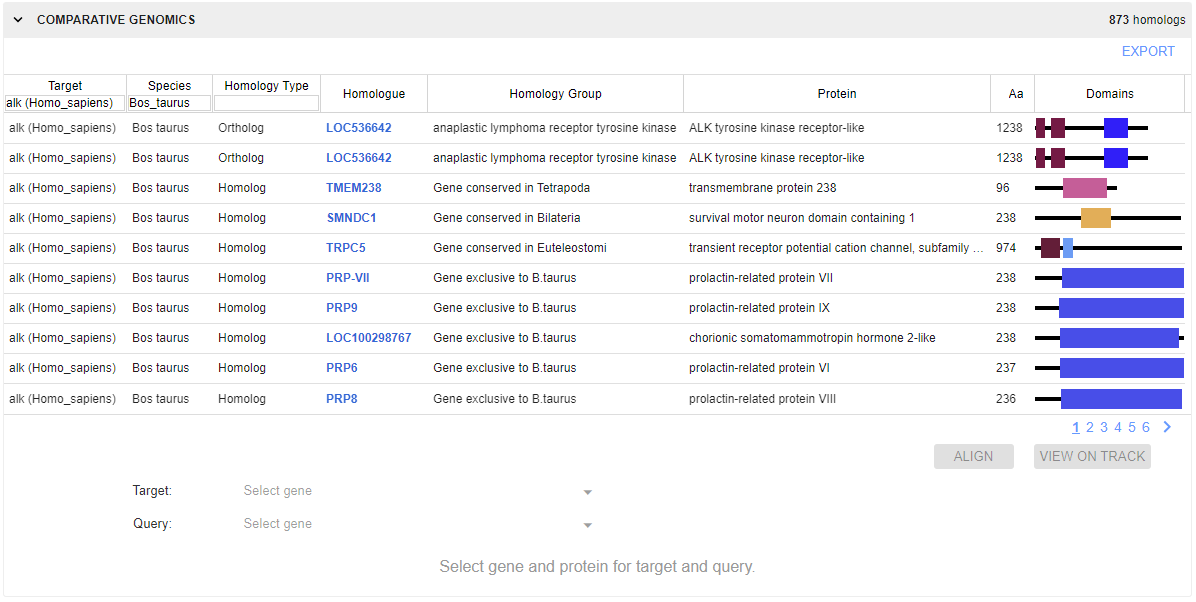 COMPARATIVE GENOMICS 873 homologs
EXPORT
Target Species Homology Type Homologue Homology Group Protein Aa Domains
alk (Homo_sapiens) Bos_taurus
alk (Homo_sapiens) Bos taurus Ortholog LOC536642 anaplastic lymphoma receptor tyrosine kinase ALK tyrosine kinase receptor-like 1238
alk (Homo_sapiens) Bos taurus Ortholog LOC536642 anaplastic lymphoma receptor tyrosine kinase ALK tyrosine kinase receptor-like 1238
alk (Homo_sapiens) Bos taurus Homolog TMEM238 Gene conserved in Tetrapoda transmembrane protein 238 96
alk (Homo_sapiens) Bos taurus Homolog SMNDC1 Gene conserved in Bilateria survival motor neuron domain containing 1 238
alk (Homo_sapiens) Bos taurus Homolog TRPC5 Gene conserved in Euteleostomi transient receptor potential cation channel, subfamily ... 974
alk (Homo_sapiens) Bos taurus Homolog PRP-VII Gene exclusive to B.taurus prolactin-related protein VII 238
alk (Homo_sapiens) Bos taurus Homolog PRP9 Gene exclusive to B.taurus prolactin-related protein IX 238
alk (Homo_sapiens) Bos taurus Homolog LOC100298767 Gene exclusive to B.taurus chorionic somatomammotropin hormone 2-like 238
alk (Homo_sapiens) Bos taurus Homolog PRP6 Gene exclusive to B.taurus prolactin-related protein VI 237
alk (Homo_sapiens) Bos taurus Homolog PRP8 Gene exclusive to B.taurus prolactin-related protein VIII 236
1 2 3 4 5 6
ALIGN VIEW ON TRACK
Target: Select gene
Query: Select gene
Select gene and protein for target and query.